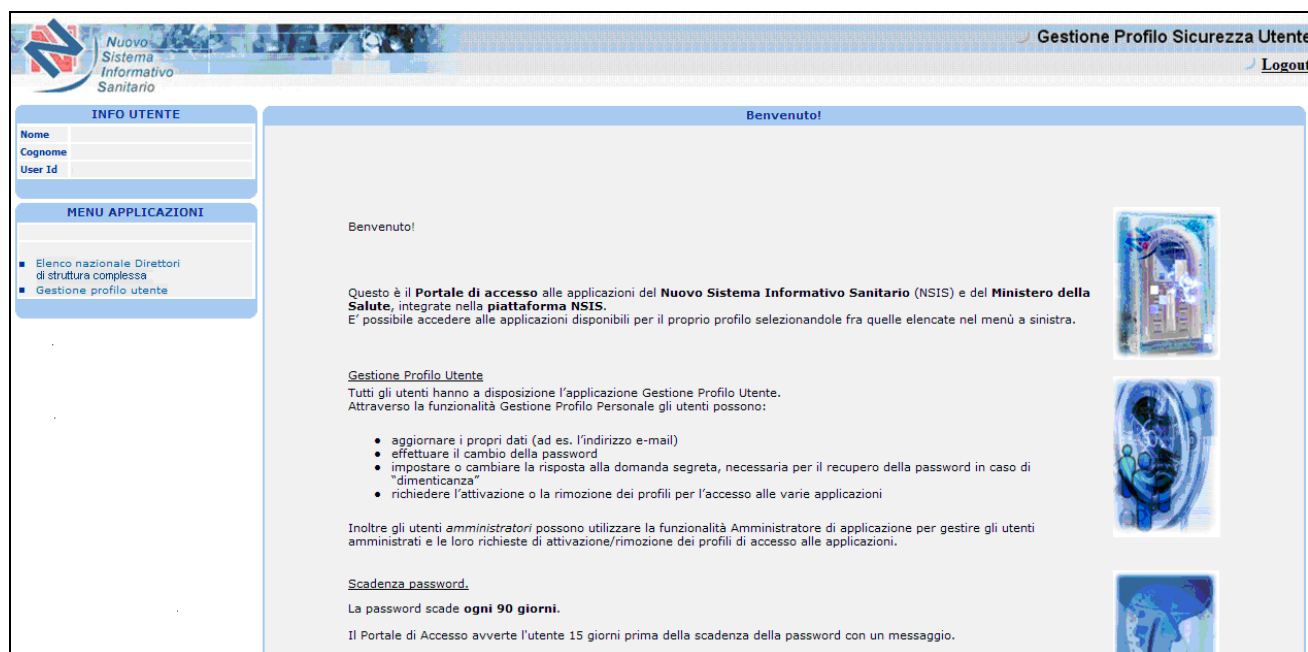 Nuovo
Sistema
Informativo
Sanitario
Gestione Profilo Sicurezza Utente
Logout
INFO UTENTE
Nome
Cognome
User Id
MENU APPLICAZIONI
Elenco nazionale Direttori
di struttura complessa
Gestione profilo utente
Benvenuto!
Benvenuto!
Questo è il Portale di accesso alle applicazioni del Nuovo Sistema Informativo Sanitario (NSIS) e del Ministero della
Salute, integrate nella piattaforma NSIS.
E' possibile accedere alle applicazioni disponibili per il proprio profilo selezionandole fra quelle elencate nel menù a sinistra.
Gestione Profilo Utente
Tutti gli utenti hanno a disposizione l'applicazione Gestione Profilo Utente.
Attraverso la funzionalità Gestione Profilo Personale gli utenti possono:
• aggiornare i propri dati (ad es. l'indirizzo e-mail)
• effettuare il cambio della password
• impostare o cambiare la risposta alla domanda segreta, necessaria per il recupero della password in caso di
"dimenticanza"
• richiedere l'attivazione o la rimozione dei profili per l'accesso alle varie applicazioni
Inoltre gli utenti amministratori possono utilizzare la funzionalità Amministratore di applicazione per gestire gli utenti
amministrati e le loro richieste di attivazione/rimozione dei profili di accesso alle applicazioni.
Scadenza password.
La password scade ogni 90 giorni.
Il Portale di Accesso avverte l'utente 15 giorni prima della scadenza della password con un messaggio.